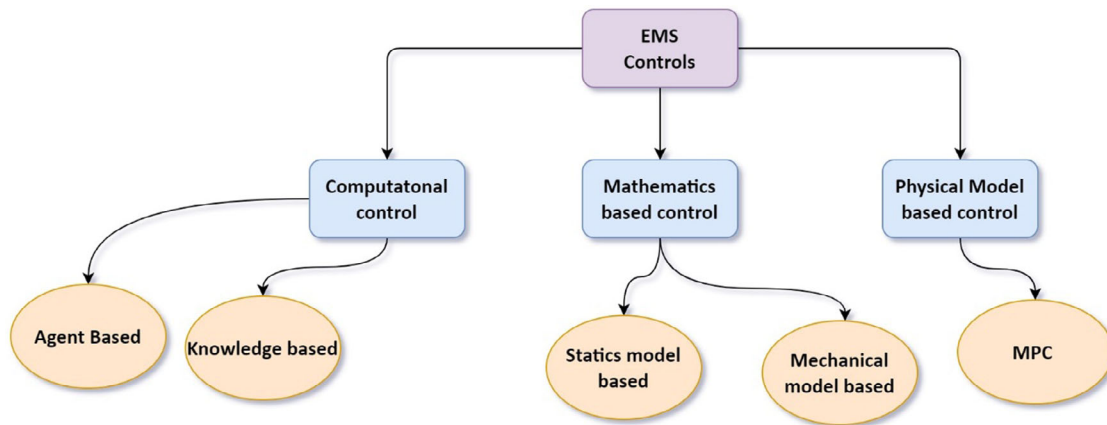 EMS
Controls
Computatonal
control
Mathematics
based control
Physical Model
based control
Agent Based
Knowledge based
Statics model
based
Mechanical
model based
MPC